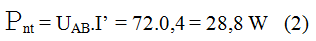 Pnt = UAB.I’ = 72.0,4 = 28,8 W (2)